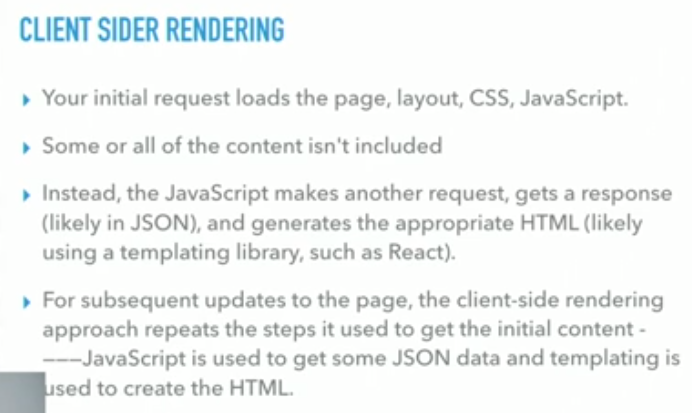 CLIENT SIDER RENDERING
Your initial request loads the page, layout, CSS, JavaScript.
Some or all of the content isn't included
Instead, the JavaScript makes another request, gets a response
(likely in JSON), and generates the appropriate HTML (likely
using a templating library, such as React).
For subsequent updates to the page, the client-side rendering
approach repeats the steps it used to get the initial content -
———JavaScript is used to get some JSON data and templating is
used to create the HTML.